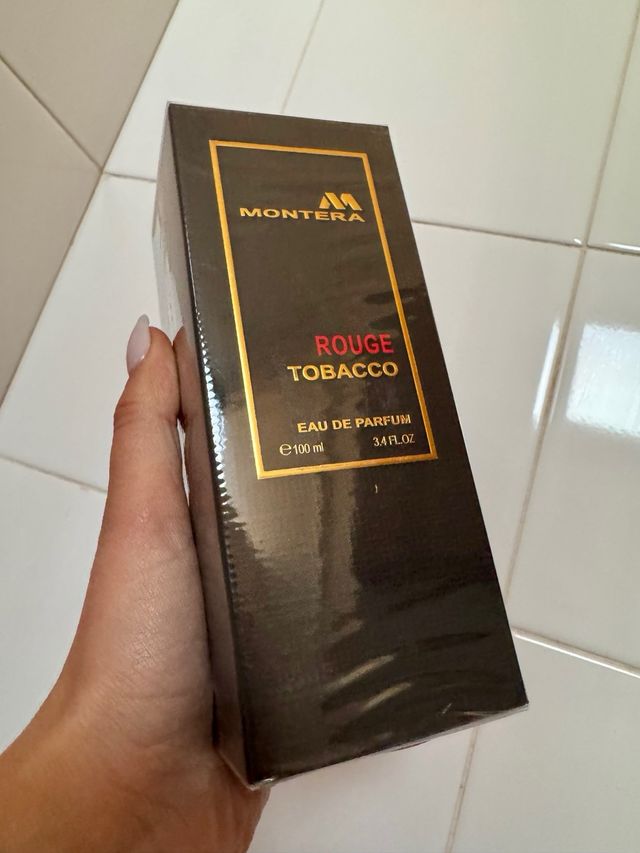 MONTERA
ROUGE
TOBACCO
EAU DE PARFUM
℮100 ml 3.4 FL.OZ